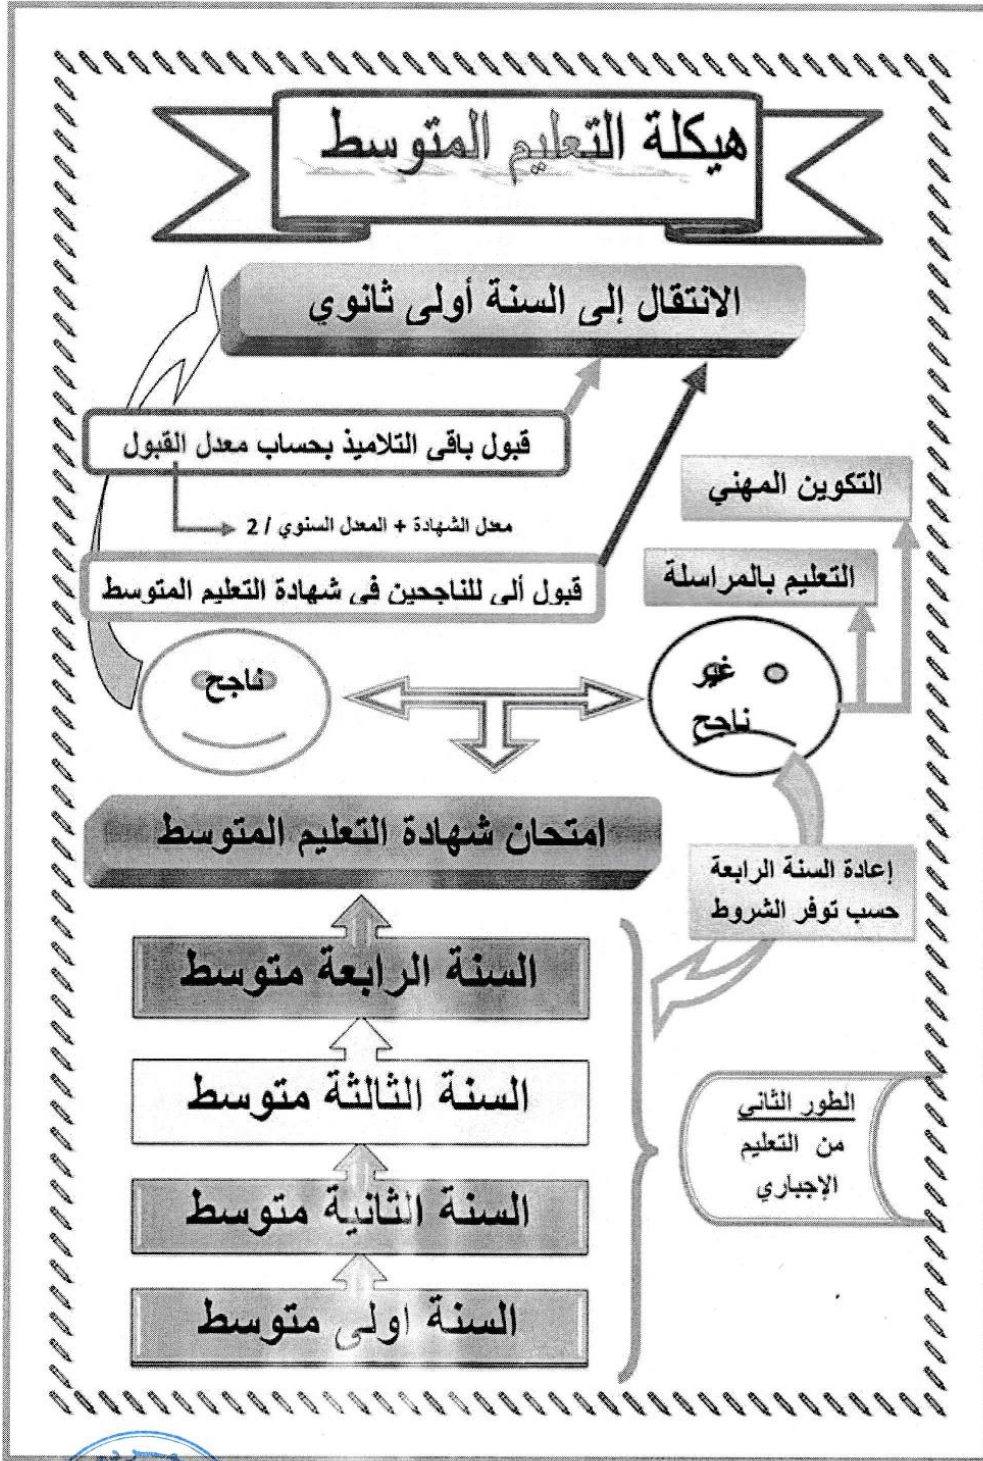 هيكلة التعليم المتوسط
الانتقال إلى السنة أولى ثانوي
قبول باقي التلاميذ بحساب معدل القبول
معدل الشهادة + المعدل السنوي / 2
قبول ألي للناجحين في شهادة التعليم المتوسط
التكوين المهني
التعليم بالمراسلة
ناجح
غير
ناجح
امتحان شهادة التعليم المتوسط
إعادة السنة الرابعة
حسب توفر الشروط
السنة الرابعة متوسط
السنة الثالثة متوسط
السنة الثانية متوسط
السنة اولى متوسط
الطور الثاني
من التعليم
الإجباري